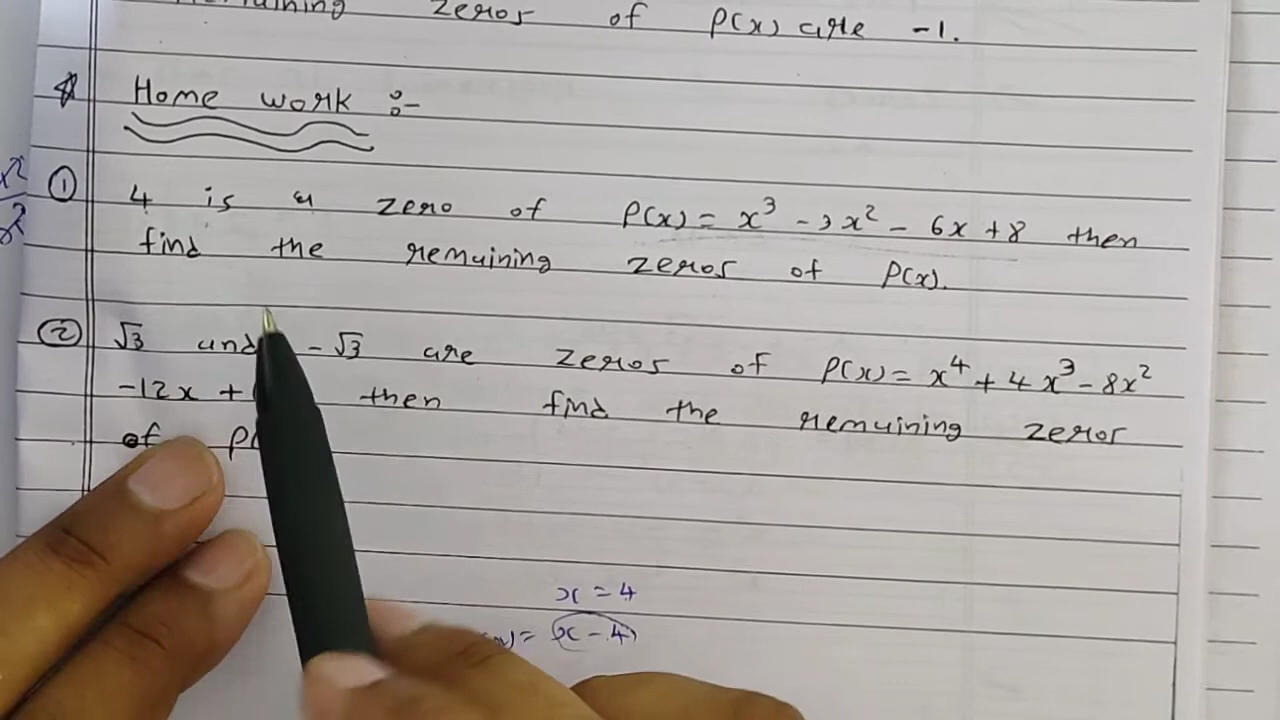 zeros of P(x) are -1.
Home work :-
① 4 is a zero of P(x) = x³ - 3x² - 6x + 8 then
find the remaining zeros of P(x).
② √3 and -√3 are zeros of P(x) = x⁴ + 4x³ - 8x²
-12x + then find the remaining zeros
of P(
x = 4
= (x - 4)